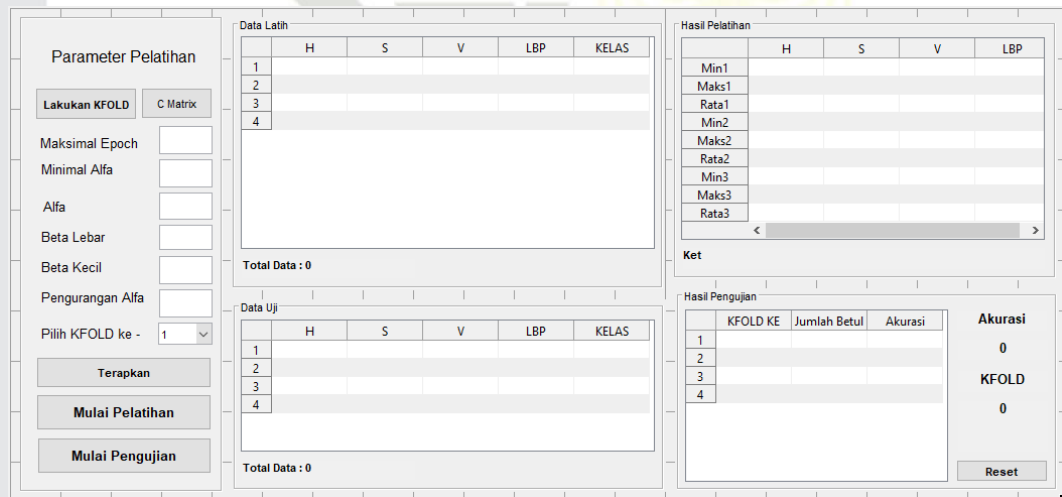 Parameter Pelatihan
Lakukan KFOLD C Matrix
Maksimal Epoch
Minimal Alfa
Alfa
Beta Lebar
Beta Kecil
Pengurangan Alfa
Pilih KFOLD ke - 1
Terapkan
Mulai Pelatihan
Mulai Pengujian
Data Latih
H S V LBP KELAS
1
2
3
4
Total Data : 0
Data Uji
H S V LBP KELAS
1
2
3
4
Total Data : 0
Hasil Pelatihan
H S V LBP
Min1
Maks1
Rata1
Min2
Maks2
Rata2
Min3
Maks3
Rata3
Ket
Hasil Pengujian
KFOLD KE Jumlah Betul Akurasi
1
2
3
4
Akurasi
0
KFOLD
0
Reset